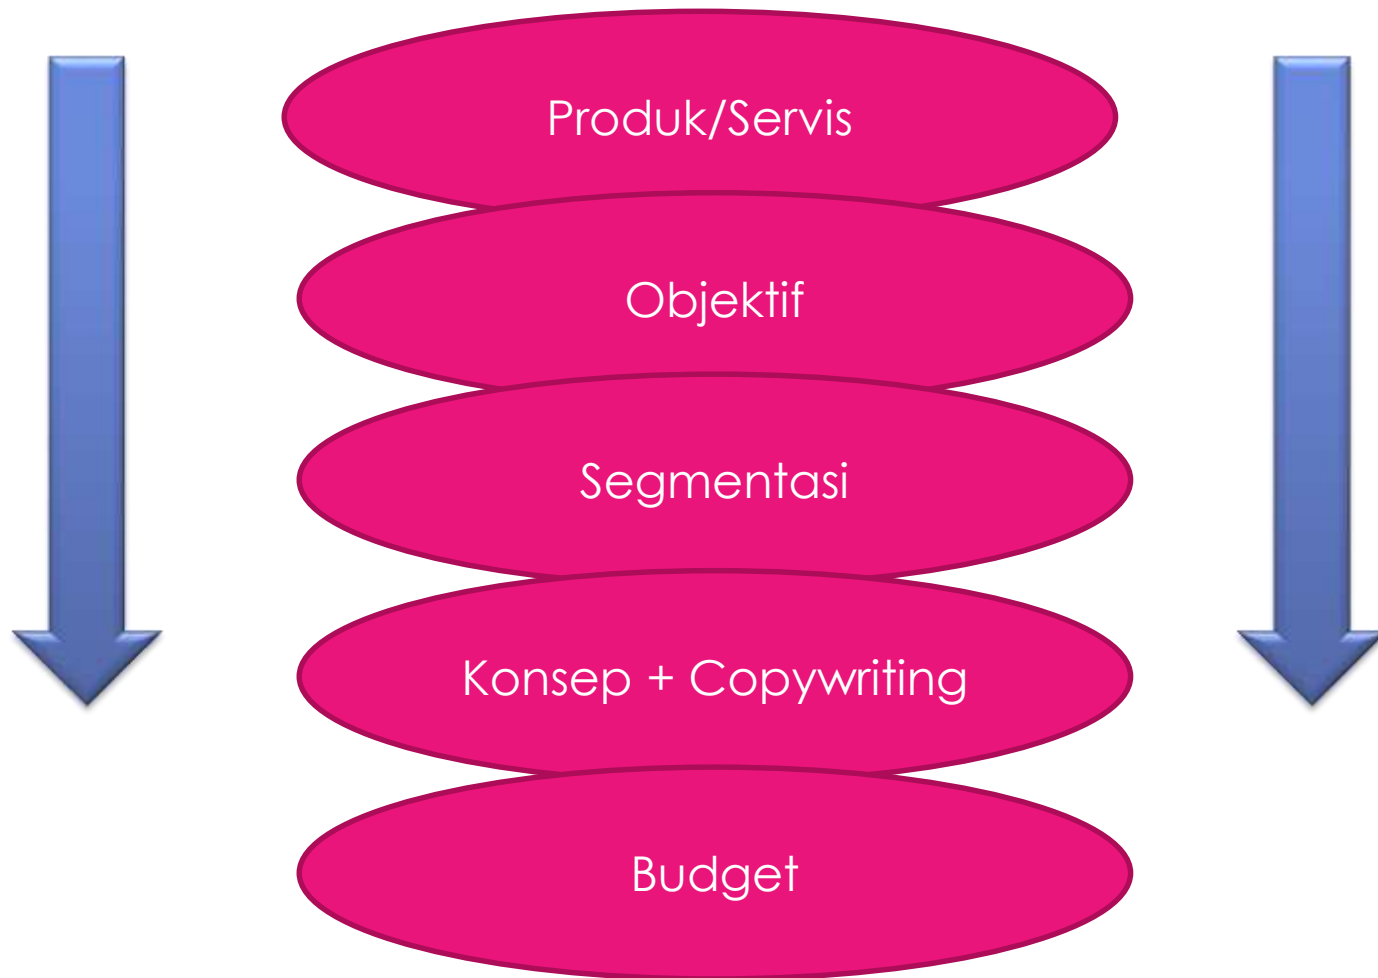 Produk/Servis
Objektif
Segmentasi
Konsep + Copywriting
Budget